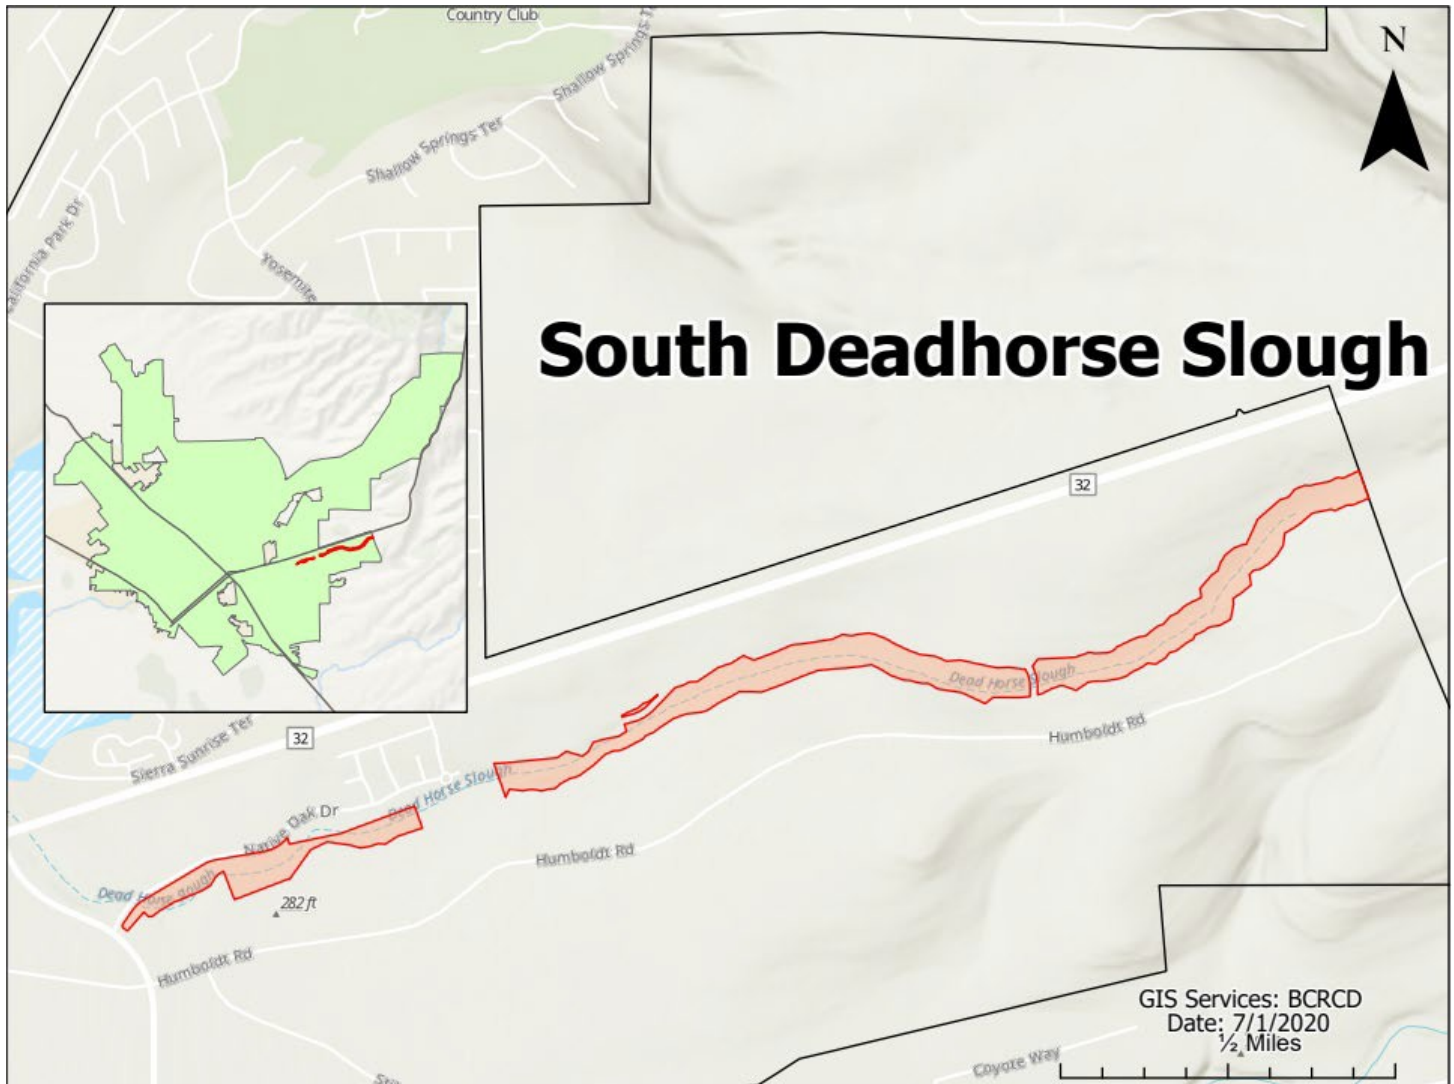 Country Club
N
Shallow Springs T
Shallow Springs Ter
California Park Dr
Yosemite
South Deadhorse Slough
32
Dead Horse Slough
Humboldt Rd
Sierra Sunrise Ter
32
Dead Horse Slough
Native Oak Dr
Humboldt Rd
Dead Horse
282 ft
Humboldt Rd
GIS Services: BCRCD
Date: 7/1/2020
½ Miles
Coyote Way